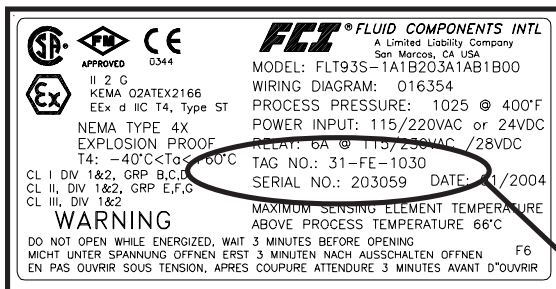 SA
FM
APPROVED
CE
0344
Ex
II 2 G
KEMA 02ATEX2166
EEx d IIC T4, Type ST
NEMA TYPE 4X
EXPLOSION PROOF
T4: -40°C<Ta< 60°C
CL I DIV 1&2, GRP B,C,D
CL II, DIV 1&2, GRP E,F,G
CL III, DIV 1&2
FCI ® FLUID COMPONENTS INTL
A Limited Liability Company
San Marcos, CA USA
MODEL: FLT93S-1A1B203A1AB1B00
WIRING DIAGRAM: 016354
PROCESS PRESSURE: 1025 @ 400°F
POWER INPUT: 115/220VAC or 24VDC
RELAY: 6A @ 115/230VAC /28VDC
TAG NO.: 31-FE-1030
SERIAL NO.: 203059 DATE: 01/2004
MAXIMUM SENSING ELEMENT TEMPERATURE
ABOVE PROCESS TEMPERATURE 66°C
WARNING
DO NOT OPEN WHILE ENERGIZED, WAIT 3 MINUTES BEFORE OPENING
MICHT UNTER SPANNUNG OFFNEN ERST 3 MINUTEN NACH AUSSCHALTEN OFFNEN F6
EN PAS OUVRIR SOUS TENSION, APRES COUPURE ATTENDURE 3 MINUTES AVANT D"OUVRIR